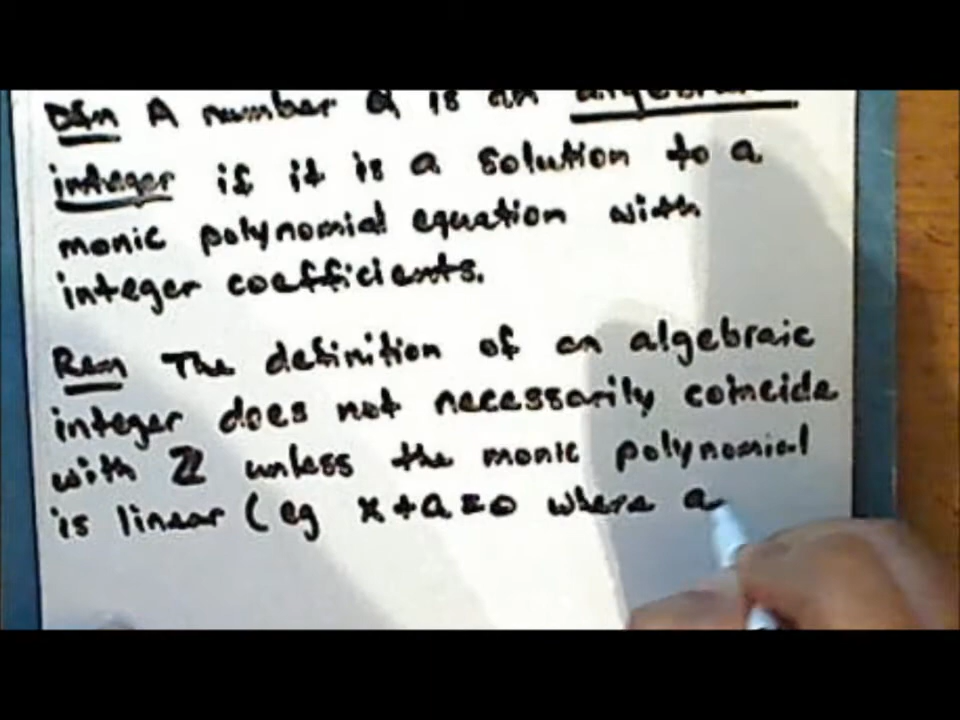 Dfn A number α is an algebraic
integer if it is a solution to a
monic polynomial equation with
integer coefficients.
Rem The definition of an algebraic
integer does not necessarily coincide
with ℤ unless the monic polynomial
is linear (eg x+a=0 where a